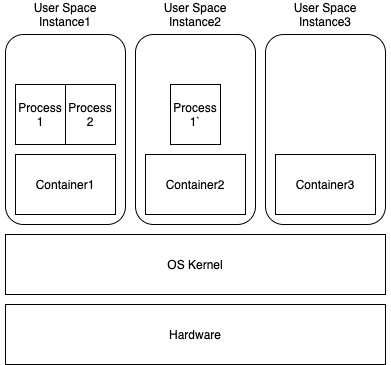 User Space
Instance1
User Space
Instance2
User Space
Instance3
Process
1
Process
2
Process
1`
Container1
Container2
Container3
OS Kernel
Hardware